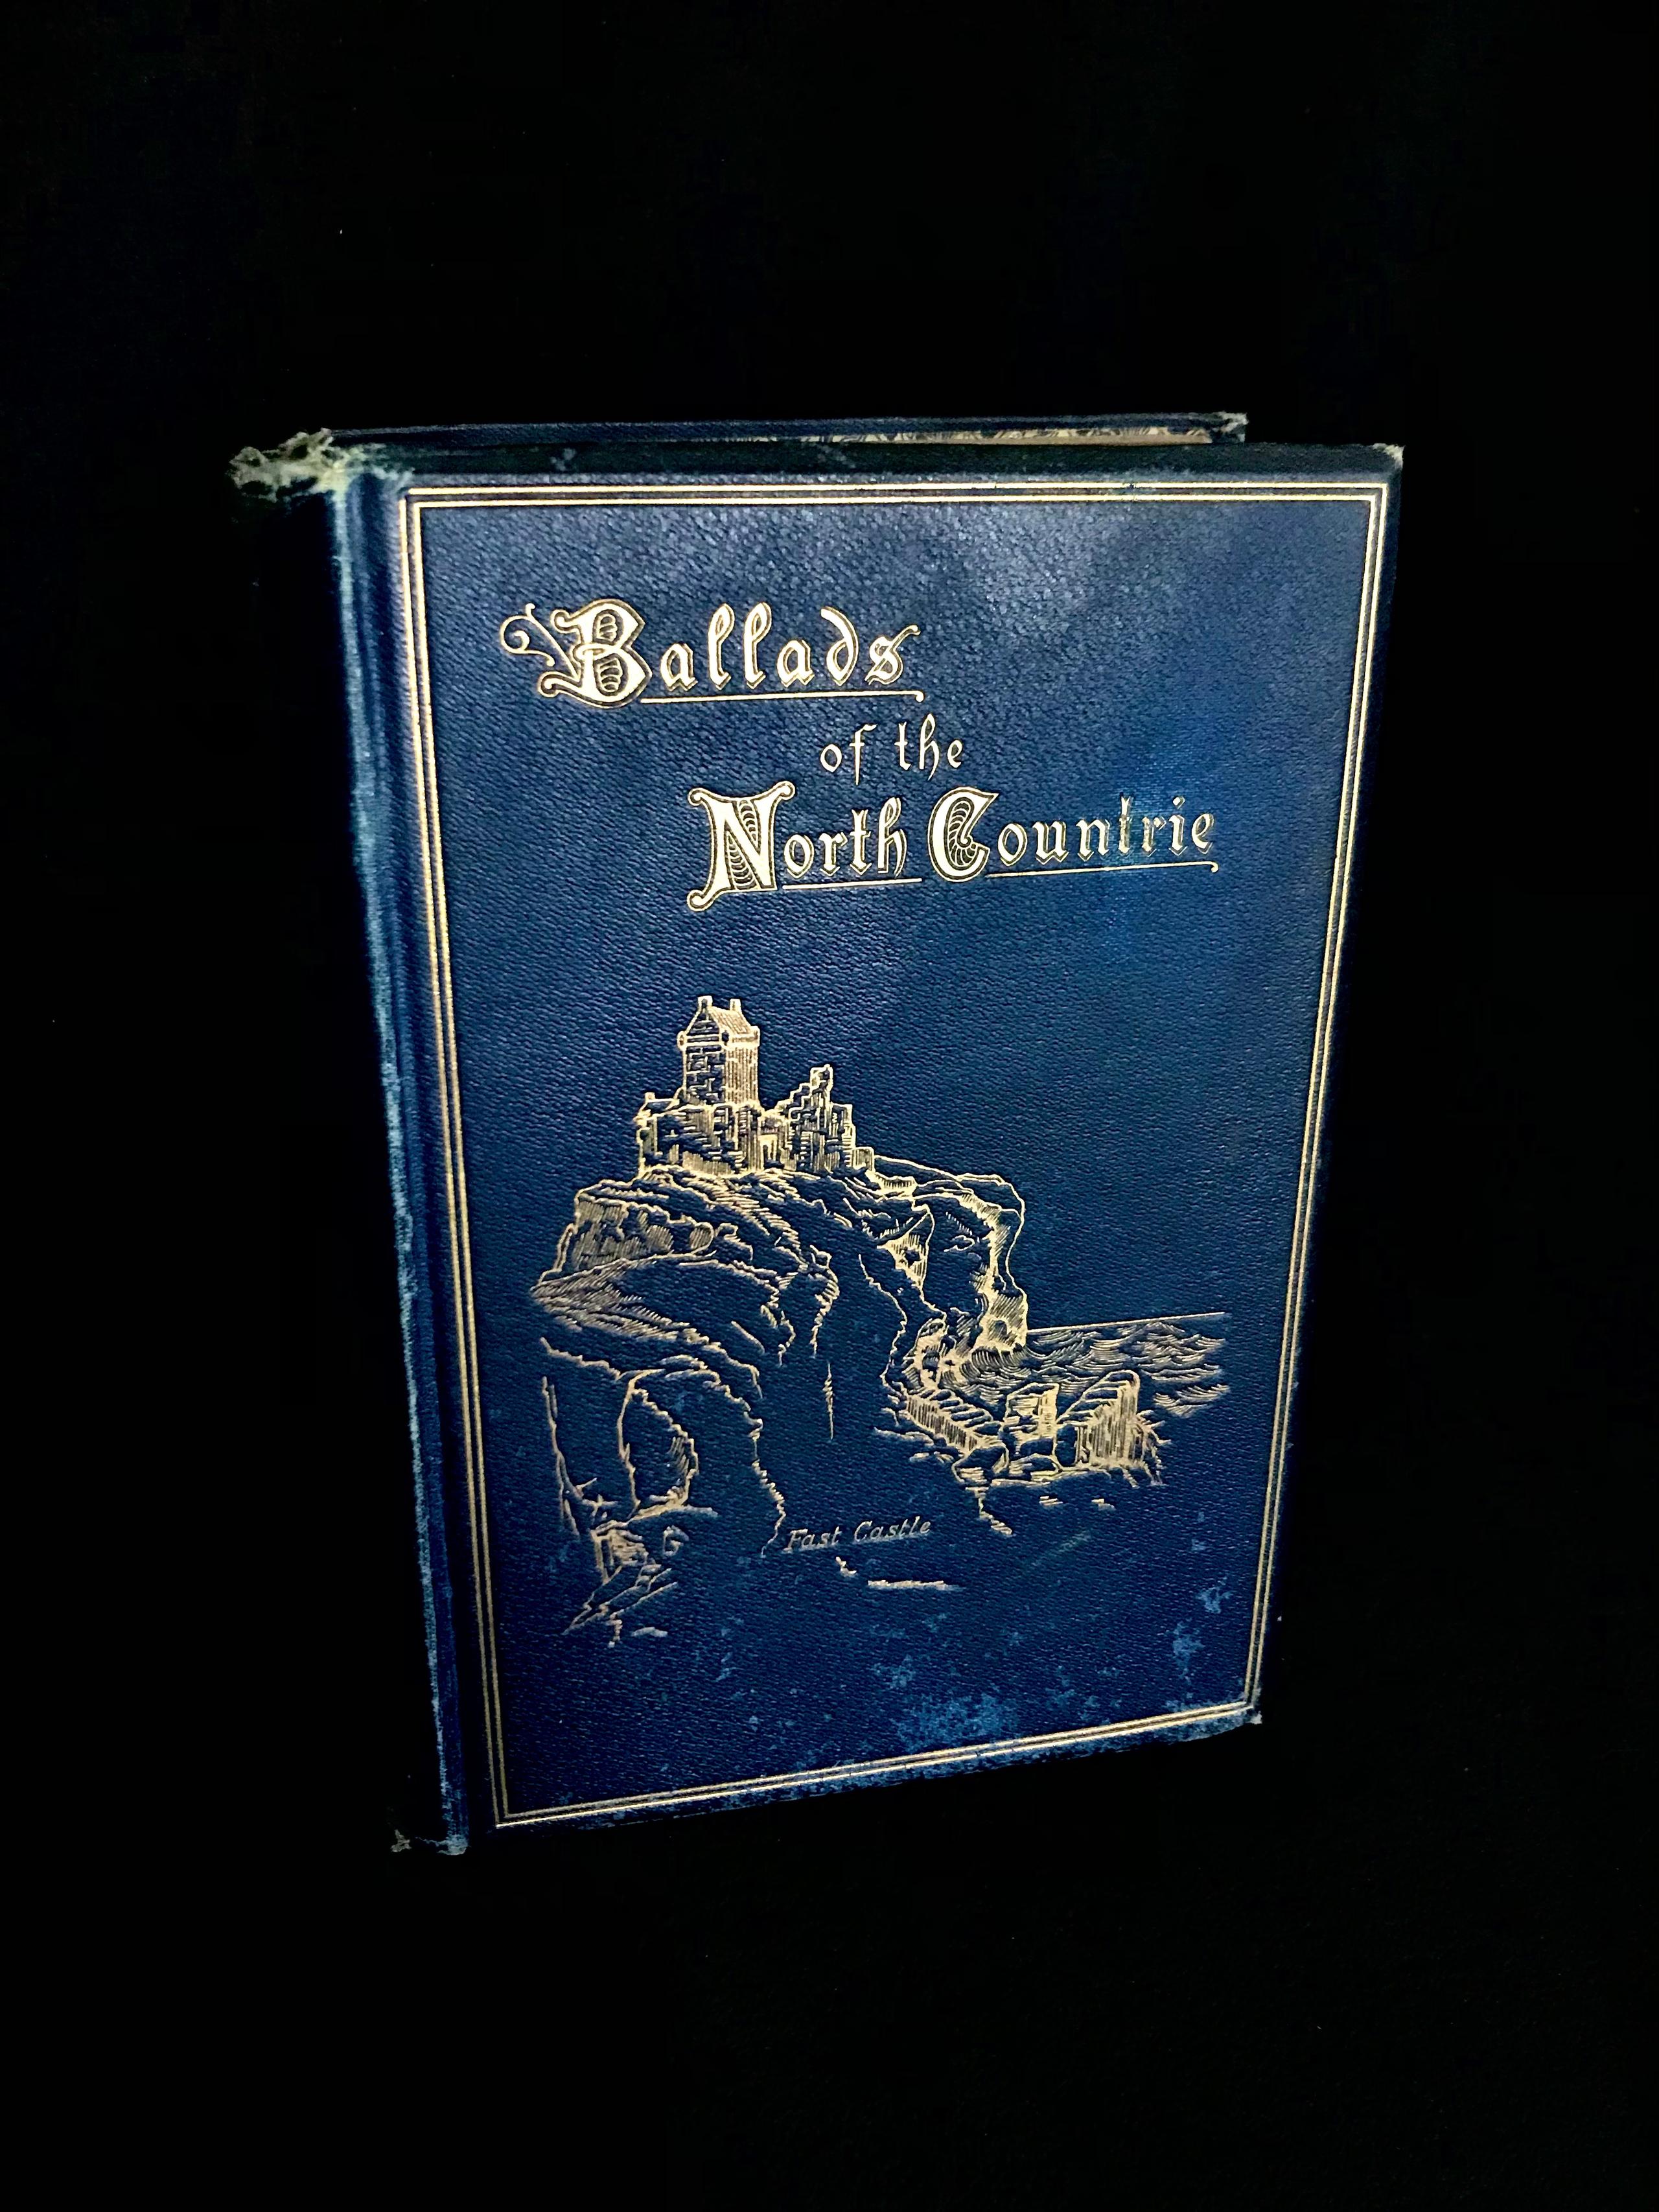 Ballads
of the
North Countrie
Fast Castle